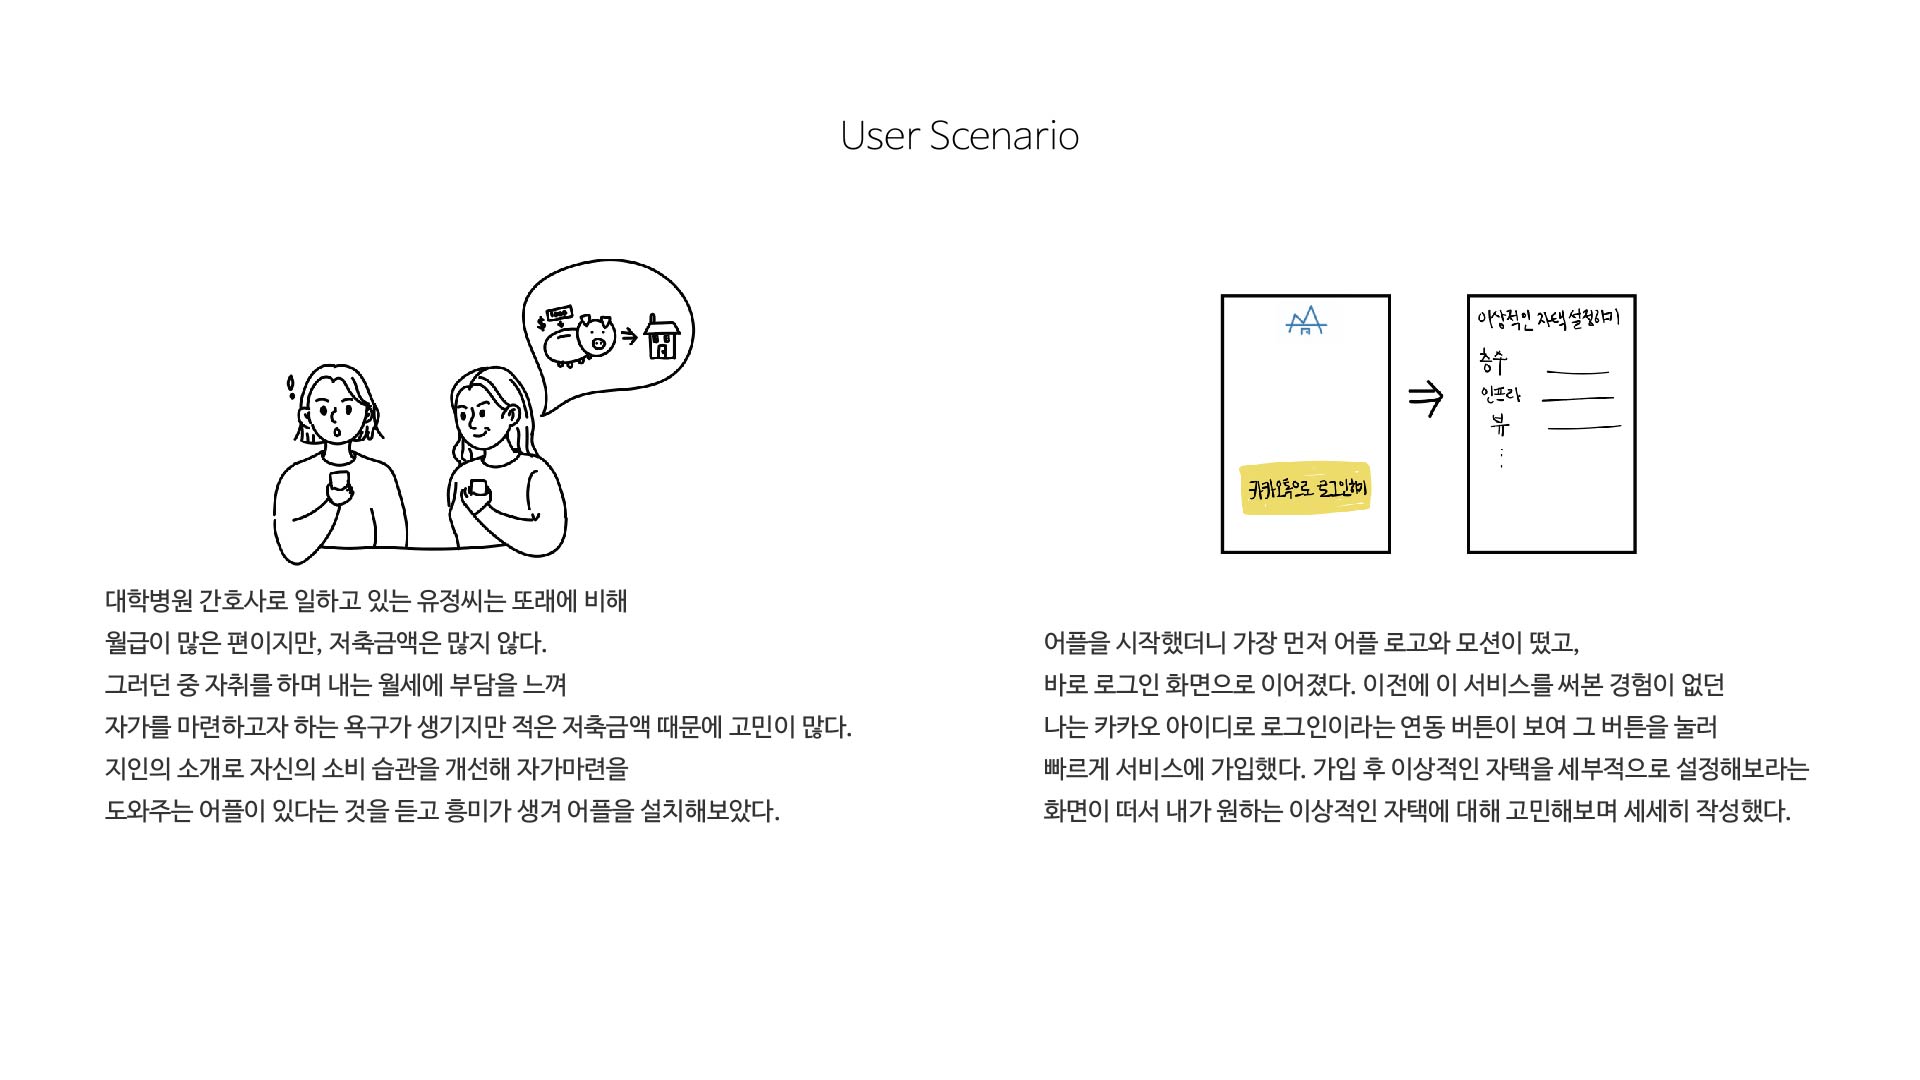 User Scenario
대학병원 간호사로 일하고 있는 유정씨는 또래에 비해
월급이 많은 편이지만, 저축금액은 많지 않다.
그러던 중 자취를 하며 내는 월세에 부담을 느껴
자가를 마련하고자 하는 욕구가 생기지만 적은 저축금액 때문에 고민이 많다.
지인의 소개로 자신의 소비 습관을 개선해 자가마련을
도와주는 어플이 있다는 것을 듣고 흥미가 생겨 어플을 설치해보았다.
카카오톡으로 로그인하기
이상적인 자택 설정하기
층수
인프라
뷰
어플을 시작했더니 가장 먼저 어플 로고와 모션이 떴고,
바로 로그인 화면으로 이어졌다. 이전에 이 서비스를 써본 경험이 없던
나는 카카오 아이디로 로그인이라는 연동 버튼이 보여 그 버튼을 눌러
빠르게 서비스에 가입했다. 가입 후 이상적인 자택을 세부적으로 설정해보라는
화면이 떠서 내가 원하는 이상적인 자택에 대해 고민해보며 세세히 작성했다.